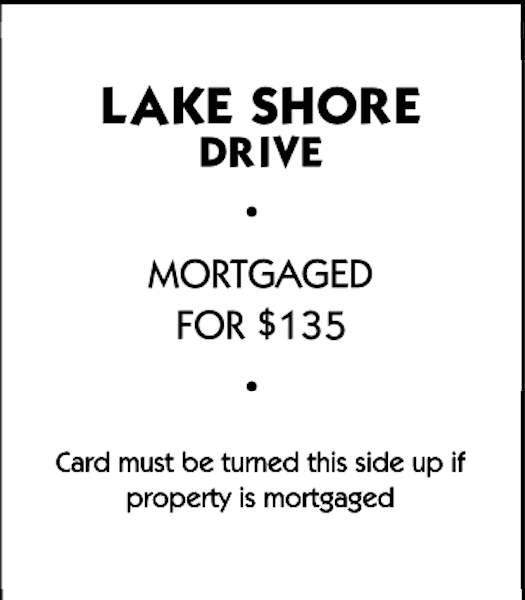 LAKE SHORE
DRIVE
•
MORTGAGED
FOR $135
•
Card must be turned this side up if
property is mortgaged